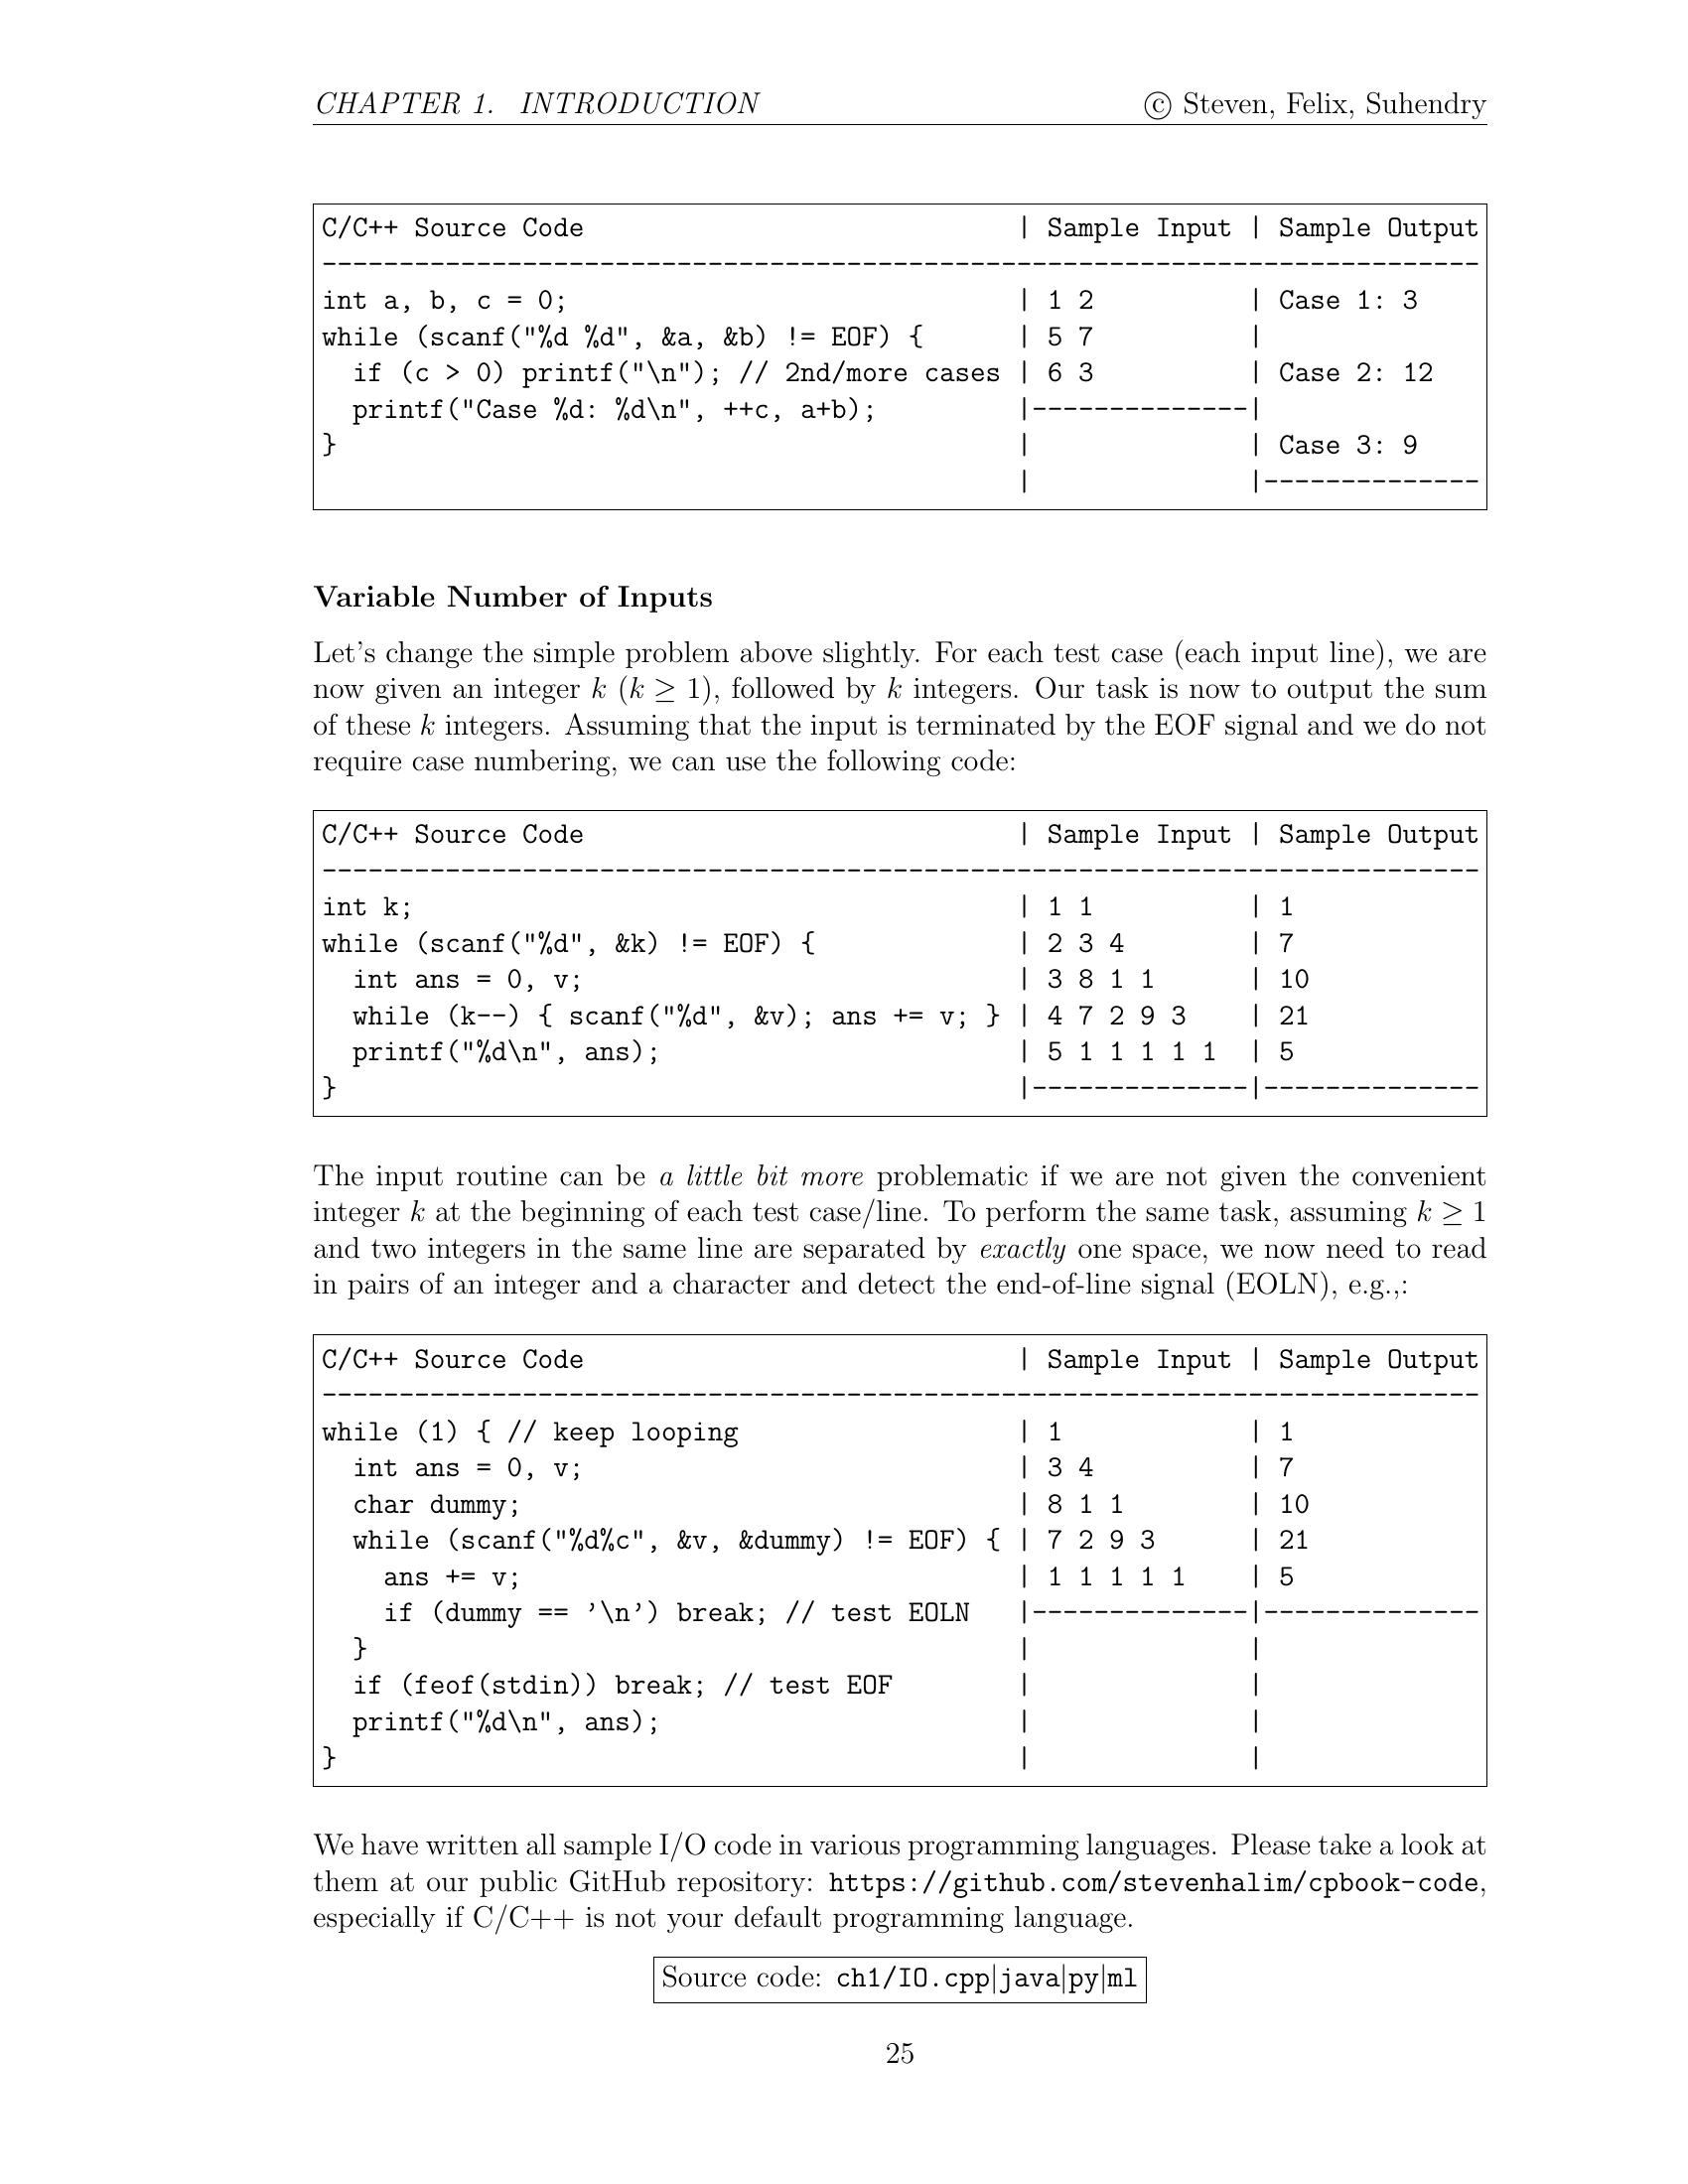 CHAPTER 1. INTRODUCTION © Steven, Felix, Suhendry
C/C++ Source Code | Sample Input | Sample Output
---------------------------------------------------------------------------
int a, b, c = 0; | 1 2 | Case 1: 3
while (scanf("%d %d", &a, &b) != EOF) { | 5 7 |
if (c > 0) printf("\n"); // 2nd/more cases | 6 3 | Case 2: 12
printf("Case %d: %d\n", ++c, a+b); |--------------|
} | | Case 3: 9
| |--------------
Variable Number of Inputs
Let's change the simple problem above slightly. For each test case (each input line), we are
now given an integer k (k ≥ 1), followed by k integers. Our task is now to output the sum
of these k integers. Assuming that the input is terminated by the EOF signal and we do not
require case numbering, we can use the following code:
C/C++ Source Code | Sample Input | Sample Output
---------------------------------------------------------------------------
int k; | 1 1 | 1
while (scanf("%d", &k) != EOF) { | 2 3 4 | 7
int ans = 0, v; | 3 8 1 1 | 10
while (k--) { scanf("%d", &v); ans += v; } | 4 7 2 9 3 | 21
printf("%d\n", ans); | 5 1 1 1 1 1 | 5
} |--------------|--------------
The input routine can be a little bit more problematic if we are not given the convenient
integer k at the beginning of each test case/line. To perform the same task, assuming k ≥ 1
and two integers in the same line are separated by exactly one space, we now need to read
in pairs of an integer and a character and detect the end-of-line signal (EOLN), e.g.,:
C/C++ Source Code | Sample Input | Sample Output
---------------------------------------------------------------------------
while (1) { // keep looping | 1 | 1
int ans = 0, v; | 3 4 | 7
char dummy; | 8 1 1 | 10
while (scanf("%d%c", &v, &dummy) != EOF) { | 7 2 9 3 | 21
ans += v; | 1 1 1 1 1 | 5
if (dummy == '\n') break; // test EOLN |--------------|--------------
} | |
if (feof(stdin)) break; // test EOF | |
printf("%d\n", ans); | |
} | |
We have written all sample I/O code in various programming languages. Please take a look at
them at our public GitHub repository: https://github.com/stevenhalim/cpbook-code,
especially if C/C++ is not your default programming language.
Source code: ch1/IO.cpp|java|py|ml
25